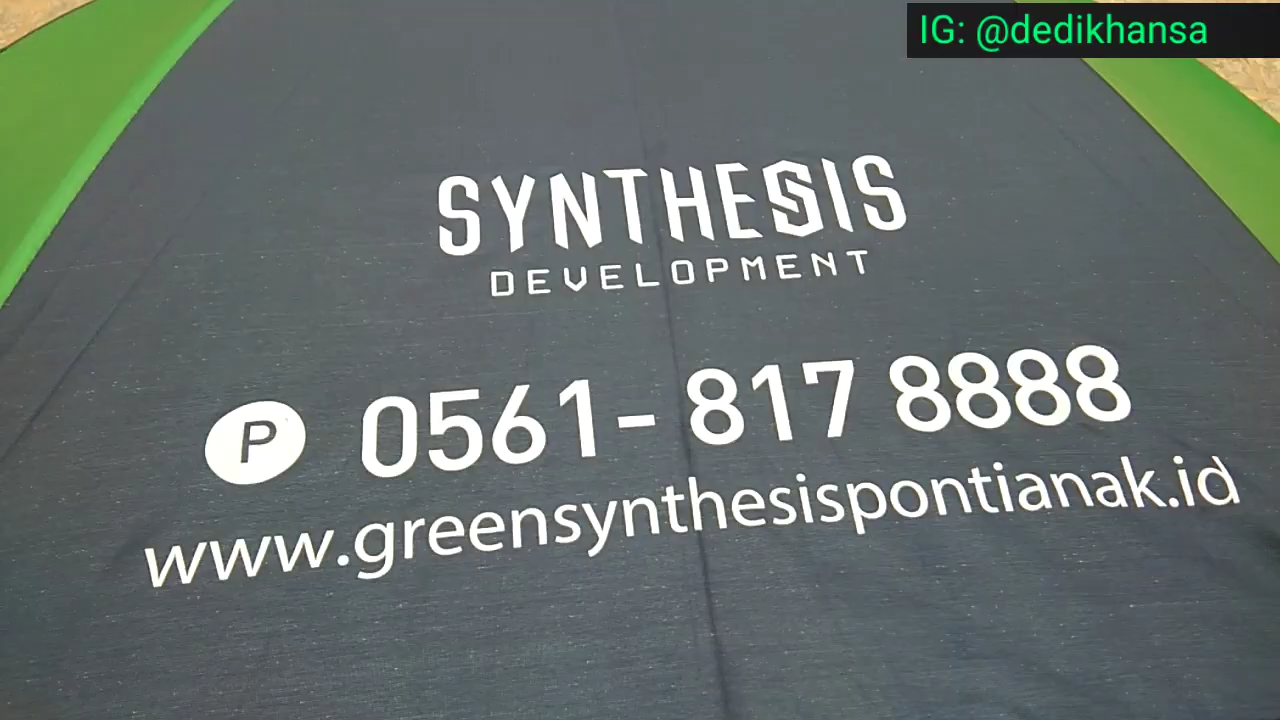 IG: @dedikhansa
SYNTHESIS
DEVELOPMENT
P 0561- 817 8888
www.greensynthesispontianak.id